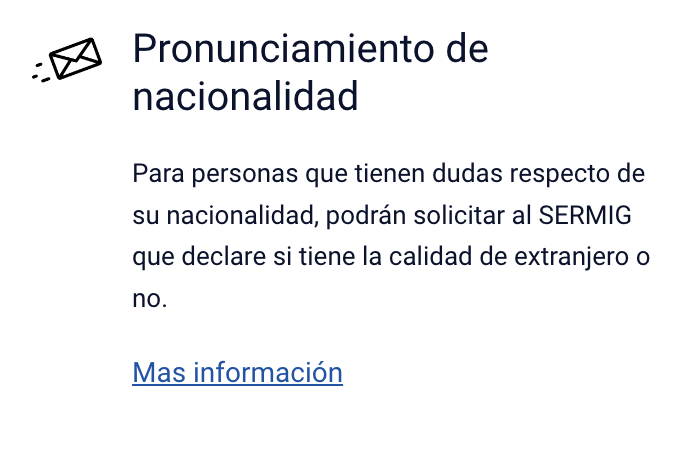 Pronunciamiento de
nacionalidad
Para personas que tienen dudas respecto de
su nacionalidad, podrán solicitar al SERMIG
que declare si tiene la calidad de extranjero o
no.
Mas información